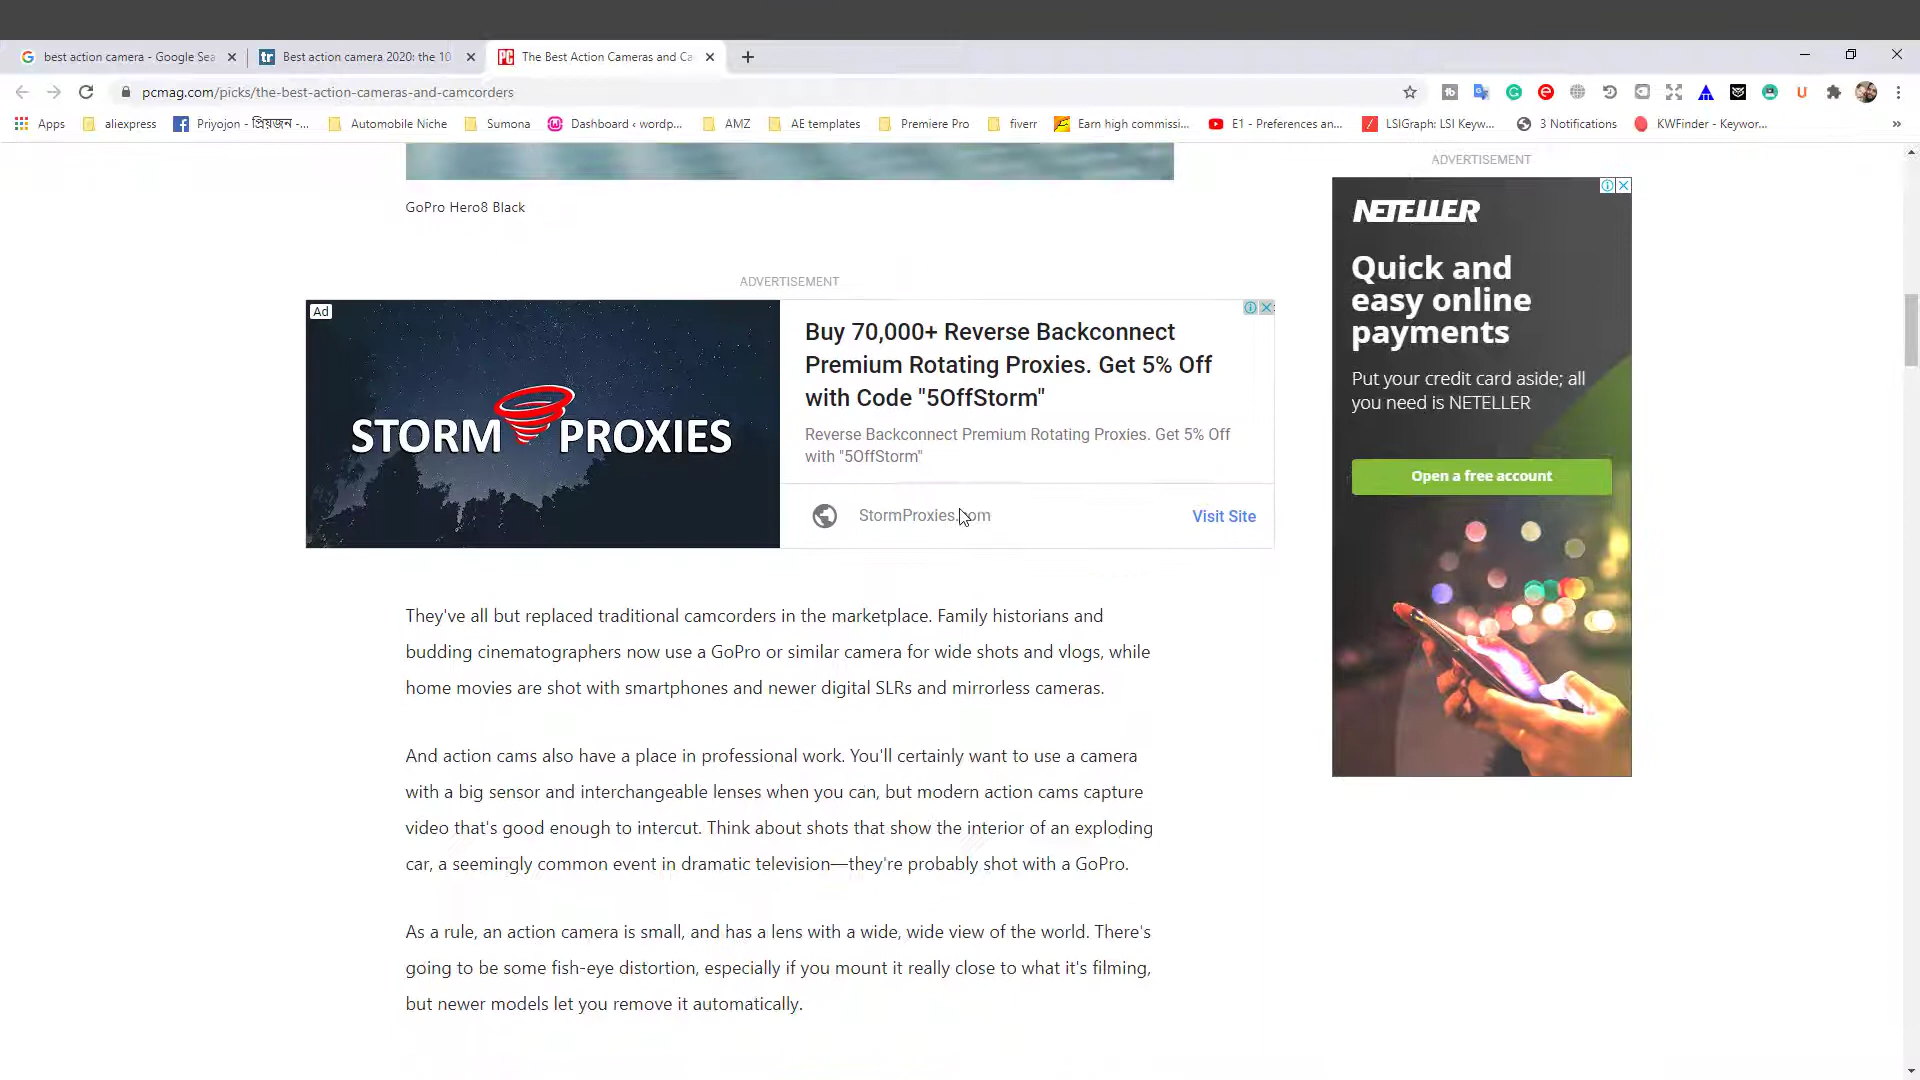 best action camera - Google Sea
Best action camera 2020: the 10
PC
The Best Action Cameras and Ca
pcmag.com/picks/the-best-action-cameras-and-camcorders
Apps
aliexpress
Priyojon - প্রিয়জন -...
Automobile Niche
Sumona
Dashboard ‹ wordp...
AMZ
AE templates
Premiere Pro
fiverr
Earn high commissi...
E1 - Preferences an...
LSIGraph: LSI Keyw...
3 Notifications
KWFinder - Keywor...
»
GoPro Hero8 Black
ADVERTISEMENT
Ad
STORM PROXIES
Buy 70,000+ Reverse Backconnect
Premium Rotating Proxies. Get 5% Off
with Code "5OffStorm"
Reverse Backconnect Premium Rotating Proxies. Get 5% Off
with "5OffStorm"
StormProxies.com
Visit Site
They've all but replaced traditional camcorders in the marketplace. Family historians and
budding cinematographers now use a GoPro or similar camera for wide shots and vlogs, while
home movies are shot with smartphones and newer digital SLRs and mirrorless cameras.
And action cams also have a place in professional work. You'll certainly want to use a camera
with a big sensor and interchangeable lenses when you can, but modern action cams capture
video that's good enough to intercut. Think about shots that show the interior of an exploding
car, a seemingly common event in dramatic television—they're probably shot with a GoPro.
As a rule, an action camera is small, and has a lens with a wide, wide view of the world. There's
going to be some fish-eye distortion, especially if you mount it really close to what it's filming,
but newer models let you remove it automatically.
ADVERTISEMENT
NETELLER
Quick and
easy online
payments
Put your credit card aside; all
you need is NETELLER
Open a free account